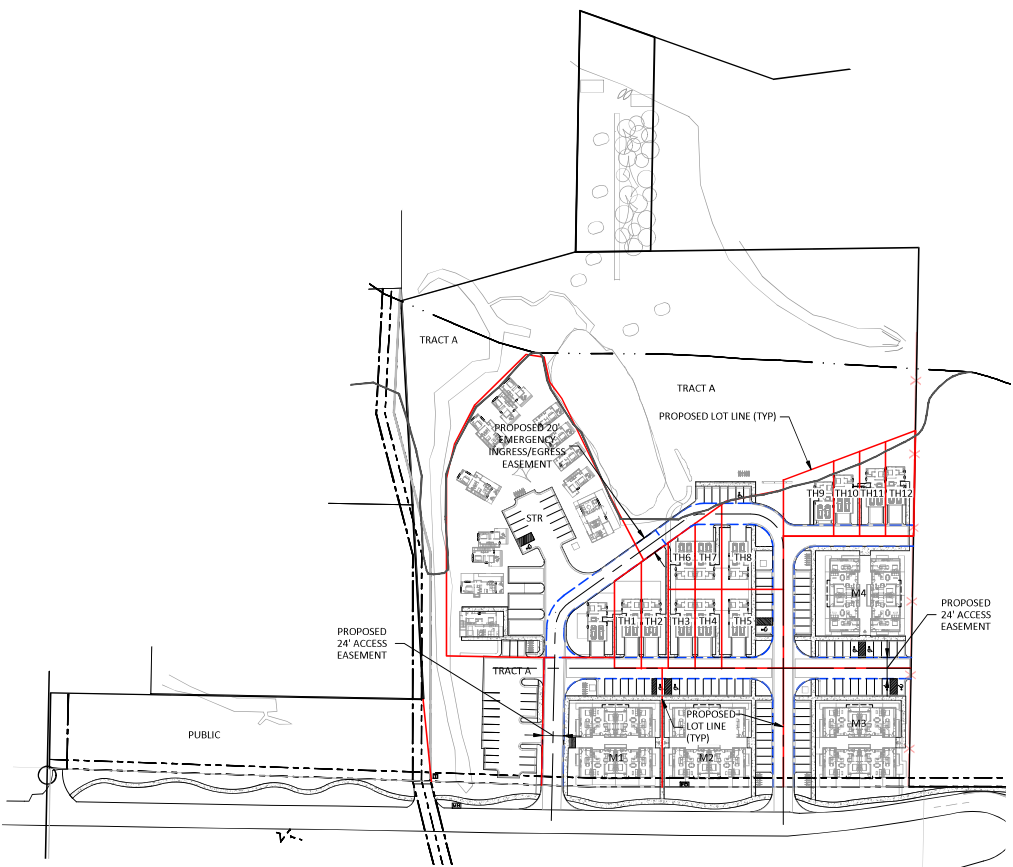 TRACT A
TRACT A
PROPOSED LOT LINE (TYP)
PROPOSED 20'
EMERGENCY
INGRESS/EGRESS
EASEMENT
STR
TH9
TH10
TH11
TH12
TH6
TH7
TH8
TH1
TH2
TH3
TH4
TH5
M4
PROPOSED
24' ACCESS
EASEMENT
PROPOSED
24' ACCESS
EASEMENT
TRACT A
PROPOSED
LOT LINE
(TYP)
M3
M1
M2
PUBLIC